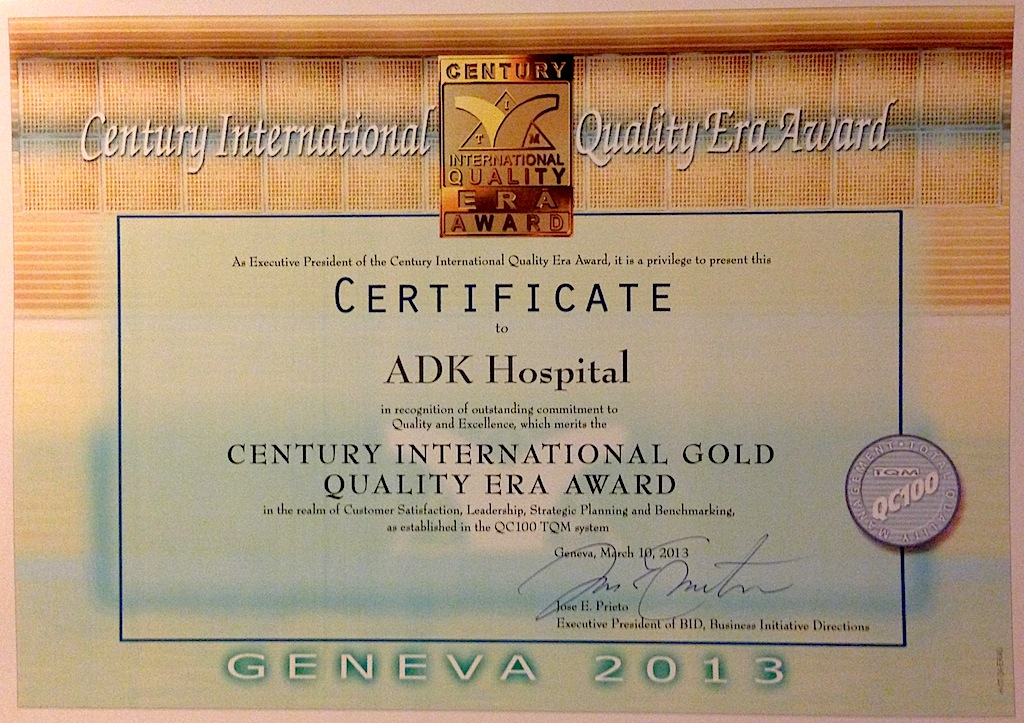 Century International Quality Era Award
CENTURY
T I M
INTERNATIONAL
QUALITY
ERA
AWARD
As Executive President of the Century International Quality Era Award, it is a privilege to present this
CERTIFICATE
to
ADK Hospital
in recognition of outstanding commitment to
Quality and Excellence, which merits the
CENTURY INTERNATIONAL GOLD
QUALITY ERA AWARD
in the realm of Customer Satisfaction, Leadership, Strategic Planning and Benchmarking,
as established in the QC100 TQM system
TOTAL QUALITY MANAGEMENT
TQM
QC100
Geneva, March 10, 2013
Jose E. Prieto
Executive President of BID, Business Initiative Directions
GENEVA 2013